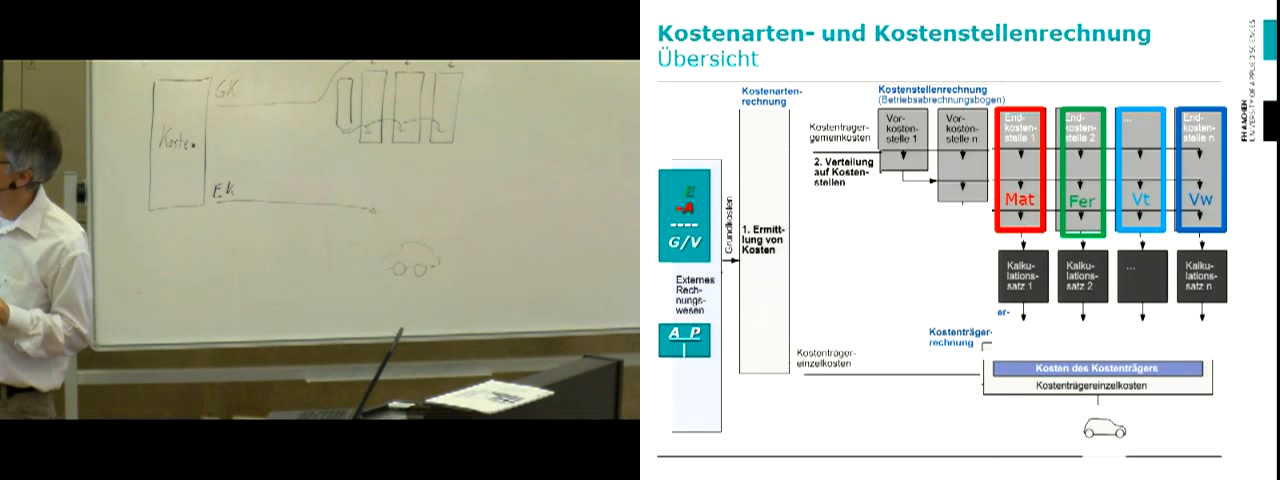 GK
Kosten
EK
Kostenarten- und Kostenstellenrechnung
Übersicht
FH AACHEN
UNIVERSITY OF APPLIED SCIENCES
Kostenarten-
rechnung
Kostenstellenrechnung
(Betriebsabrechnungsbogen)
Kostenträger-
gemeinkosten
2. Verteilung
auf Kosten-
stellen
Vor-
kosten-
stelle 1
Vor-
kosten-
stelle n
End-
kosten-
stelle 1
End-
kosten-
stelle 2
...
End-
kosten-
stelle n
Mat
Fer
Vt
Vw
E
-A
----
G/V
Grundkosten
1. Ermitt-
lung von
Kosten
Externes
Rech-
nungs-
wesen
A P
Kalku-
lations-
satz 1
Kalku-
lations-
satz 2
...
Kalku-
lations-
satz n
er-
Kostenträger-
rechnung
Kostenträger-
einzelkosten
Kosten des Kostenträgers
Kostenträgereinzelkosten